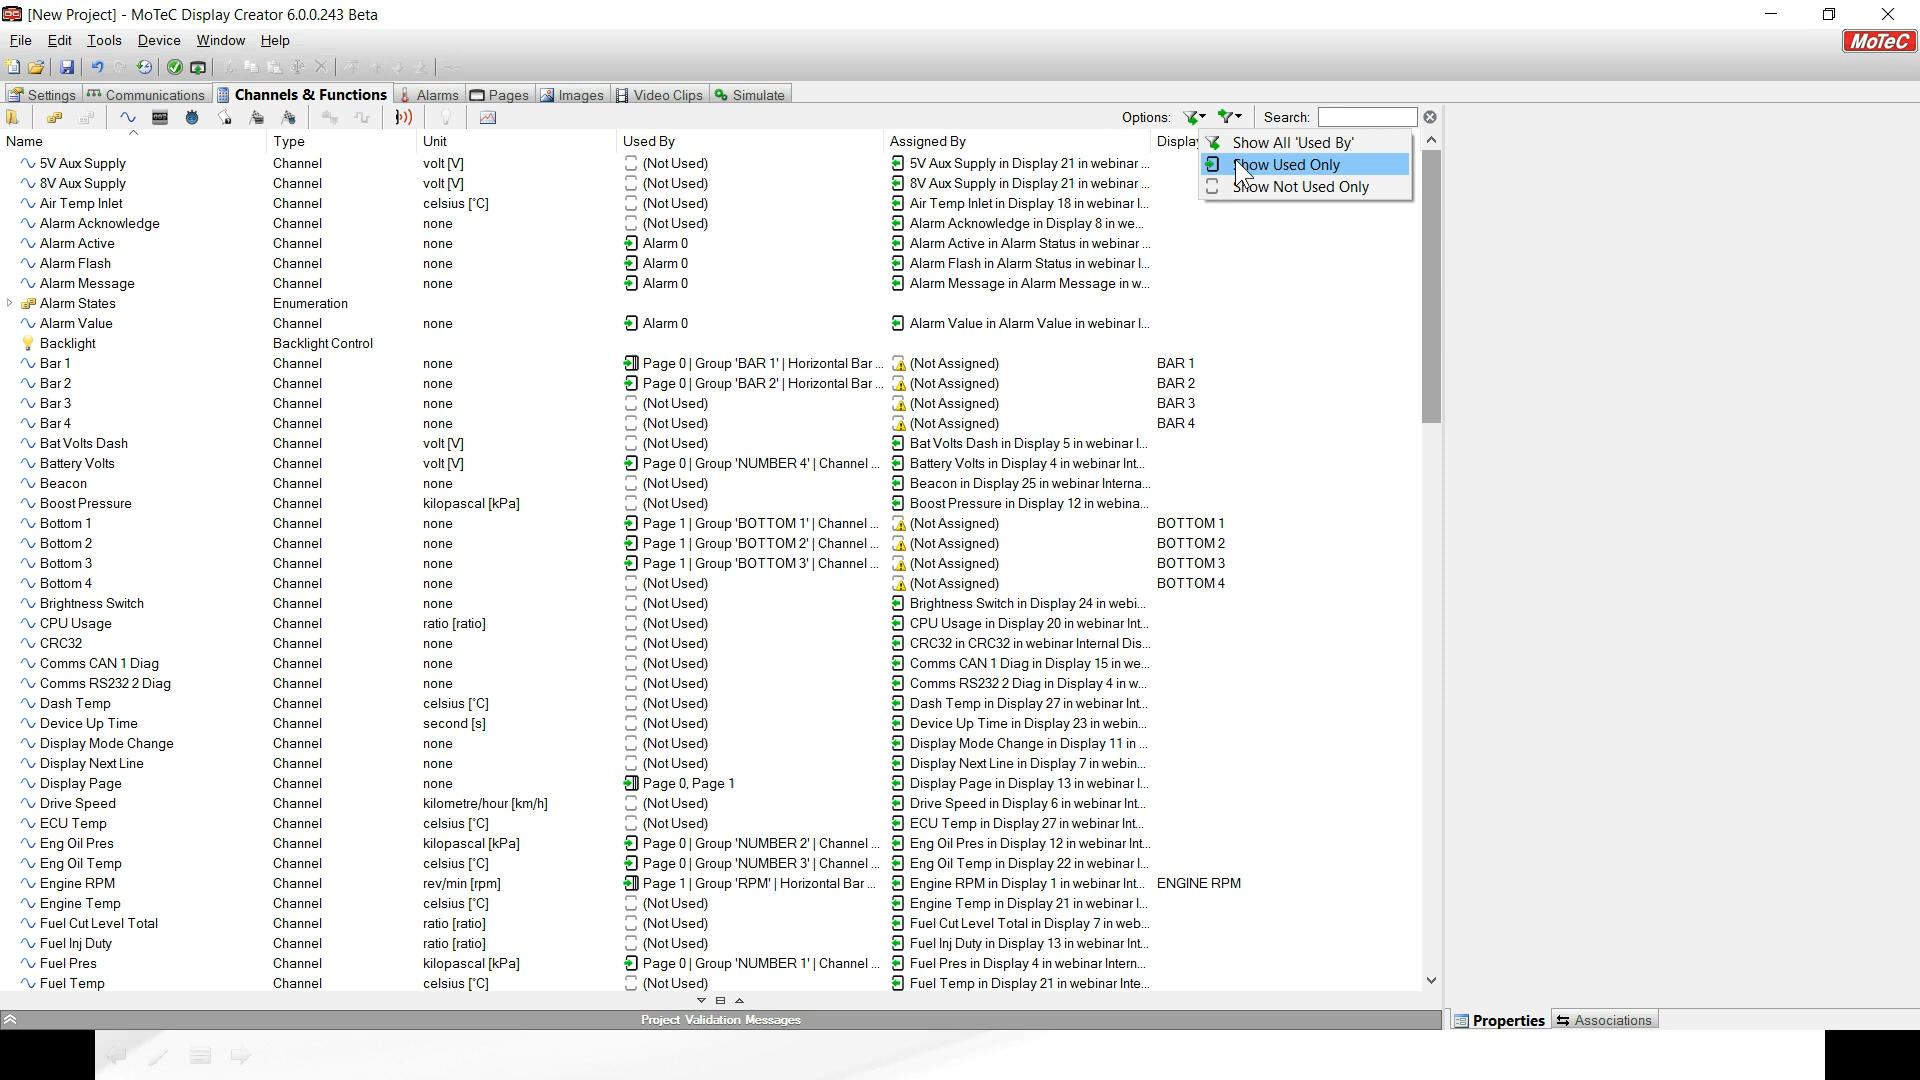 [New Project] - MoTeC Display Creator 6.0.0.243 Beta
File Edit Tools Device Window Help
MoTeC
Settings Communications Channels & Functions Alarms Pages Images Video Clips Simulate
Options: Search:
Name Type Unit Used By Assigned By Display
Show All 'Used By'
Show Used Only
Show Not Used Only
5V Aux Supply Channel volt [V] (Not Used) 5V Aux Supply in Display 21 in webinar ...
8V Aux Supply Channel volt [V] (Not Used) 8V Aux Supply in Display 21 in webinar ...
Air Temp Inlet Channel celsius [°C] (Not Used) Air Temp Inlet in Display 18 in webinar I...
Alarm Acknowledge Channel none (Not Used) Alarm Acknowledge in Display 8 in we...
Alarm Active Channel none Alarm 0 Alarm Active in Alarm Status in webinar ...
Alarm Flash Channel none Alarm 0 Alarm Flash in Alarm Status in webinar I...
Alarm Message Channel none Alarm 0 Alarm Message in Alarm Message in w...
Alarm States Enumeration
Alarm Value Channel none Alarm 0 Alarm Value in Alarm Value in webinar I...
Backlight Backlight Control
Bar 1 Channel none Page 0 | Group 'BAR 1' | Horizontal Bar ... (Not Assigned) BAR 1
Bar 2 Channel none Page 0 | Group 'BAR 2' | Horizontal Bar ... (Not Assigned) BAR 2
Bar 3 Channel none (Not Used) (Not Assigned) BAR 3
Bar 4 Channel none (Not Used) (Not Assigned) BAR 4
Bat Volts Dash Channel volt [V] (Not Used) Bat Volts Dash in Display 5 in webinar I...
Battery Volts Channel volt [V] Page 0 | Group 'NUMBER 4' | Channel ... Battery Volts in Display 4 in webinar Int...
Beacon Channel none (Not Used) Beacon in Display 25 in webinar Interna...
Boost Pressure Channel kilopascal [kPa] (Not Used) Boost Pressure in Display 12 in webina...
Bottom 1 Channel none Page 1 | Group 'BOTTOM 1' | Channel ... (Not Assigned) BOTTOM 1
Bottom 2 Channel none Page 1 | Group 'BOTTOM 2' | Channel ... (Not Assigned) BOTTOM 2
Bottom 3 Channel none Page 1 | Group 'BOTTOM 3' | Channel ... (Not Assigned) BOTTOM 3
Bottom 4 Channel none (Not Used) (Not Assigned) BOTTOM 4
Brightness Switch Channel none (Not Used) Brightness Switch in Display 24 in webi...
CPU Usage Channel ratio [ratio] (Not Used) CPU Usage in Display 20 in webinar Int...
CRC32 Channel none (Not Used) CRC32 in CRC32 in webinar Internal Dis...
Comms CAN 1 Diag Channel none (Not Used) Comms CAN 1 Diag in Display 15 in we...
Comms RS232 2 Diag Channel none (Not Used) Comms RS232 2 Diag in Display 4 in w...
Dash Temp Channel celsius [°C] (Not Used) Dash Temp in Display 27 in webinar Int...
Device Up Time Channel second [s] (Not Used) Device Up Time in Display 23 in webin...
Display Mode Change Channel none (Not Used) Display Mode Change in Display 11 in ...
Display Next Line Channel none (Not Used) Display Next Line in Display 7 in webin...
Display Page Channel none Page 0, Page 1 Display Page in Display 13 in webinar I...
Drive Speed Channel kilometre/hour [km/h] (Not Used) Drive Speed in Display 6 in webinar Int...
ECU Temp Channel celsius [°C] (Not Used) ECU Temp in Display 27 in webinar Int...
Eng Oil Pres Channel kilopascal [kPa] Page 0 | Group 'NUMBER 2' | Channel ... Eng Oil Pres in Display 12 in webinar Int...
Eng Oil Temp Channel celsius [°C] Page 0 | Group 'NUMBER 3' | Channel ... Eng Oil Temp in Display 22 in webinar I...
Engine RPM Channel rev/min [rpm] Page 1 | Group 'RPM' | Horizontal Bar ... Engine RPM in Display 1 in webinar Int... ENGINE RPM
Engine Temp Channel celsius [°C] (Not Used) Engine Temp in Display 21 in webinar I...
Fuel Cut Level Total Channel ratio [ratio] (Not Used) Fuel Cut Level Total in Display 7 in web...
Fuel Inj Duty Channel ratio [ratio] (Not Used) Fuel Inj Duty in Display 13 in webinar Int...
Fuel Pres Channel kilopascal [kPa] Page 0 | Group 'NUMBER 1' | Channel ... Fuel Pres in Display 4 in webinar Intern...
Fuel Temp Channel celsius [°C] (Not Used) Fuel Temp in Display 21 in webinar Inte...
Project Validation Messages
Properties Associations